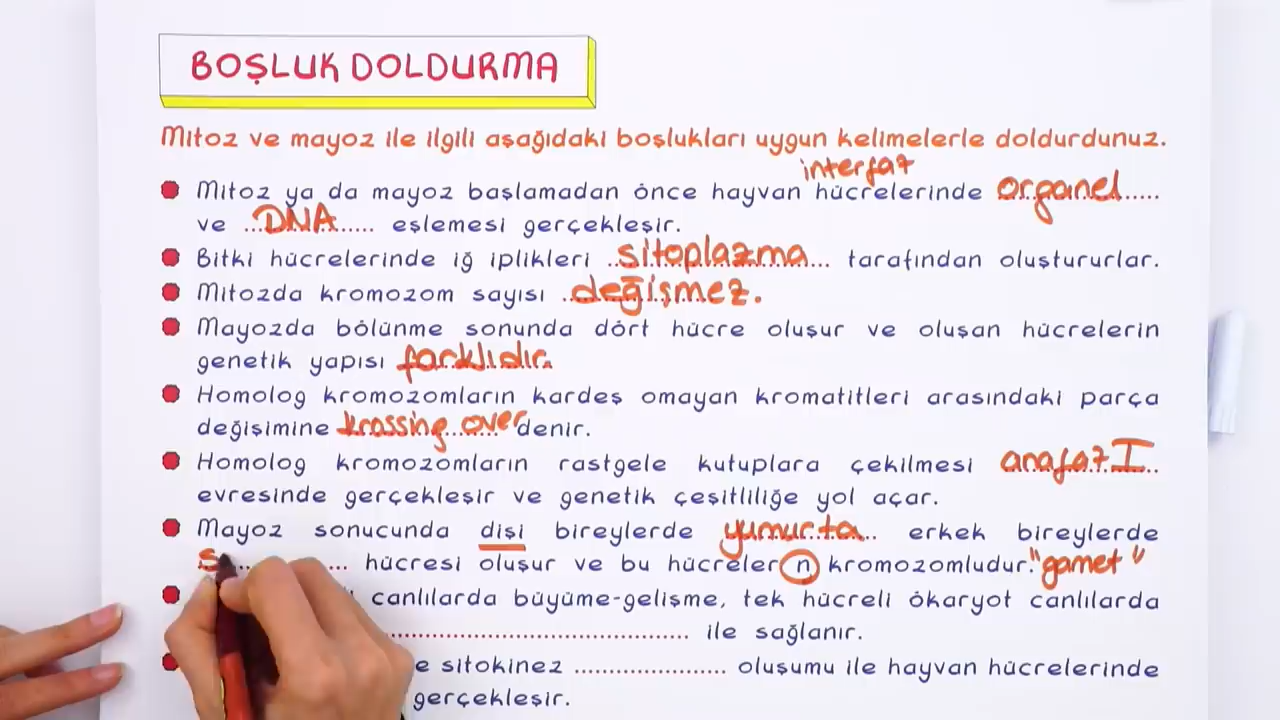 BOŞLUK DOLDURMA
Mitoz ve mayoz ile ilgili aşağıdaki boşlukları uygun kelimelerle doldurdunuz.
interfaz
Mitoz ya da mayoz başlamadan önce hayvan hücrelerinde organel......
ve ...DNA..... eşlemesi gerçekleşir.
Bitki hücrelerinde iğ iplikleri ..sitoplazma... tarafından oluştururlar.
Mitozda kromozom sayısı ..değişmez.
Mayozda bölünme sonunda dört hücre oluşur ve oluşan hücrelerin
genetik yapısı farklıdır.
Homolog kromozomların kardeş omayan kromatitleri arasındaki parça
değişimine krossing over denir.
Homolog kromozomların rastgele kutuplara çekilmesi anafaz I
evresinde gerçekleşir ve genetik çeşitliliğe yol açar.
Mayoz sonucunda dişi bireylerde yumurta.. erkek bireylerde
s.............. hücresi oluşur ve bu hücreler n kromozomludur. "gamet"
canlılarda büyüme-gelişme, tek hücreli ökaryot canlılarda
................................ ile sağlanır.
sitokinez ................ oluşumu ile hayvan hücrelerinde
gerçekleşir.